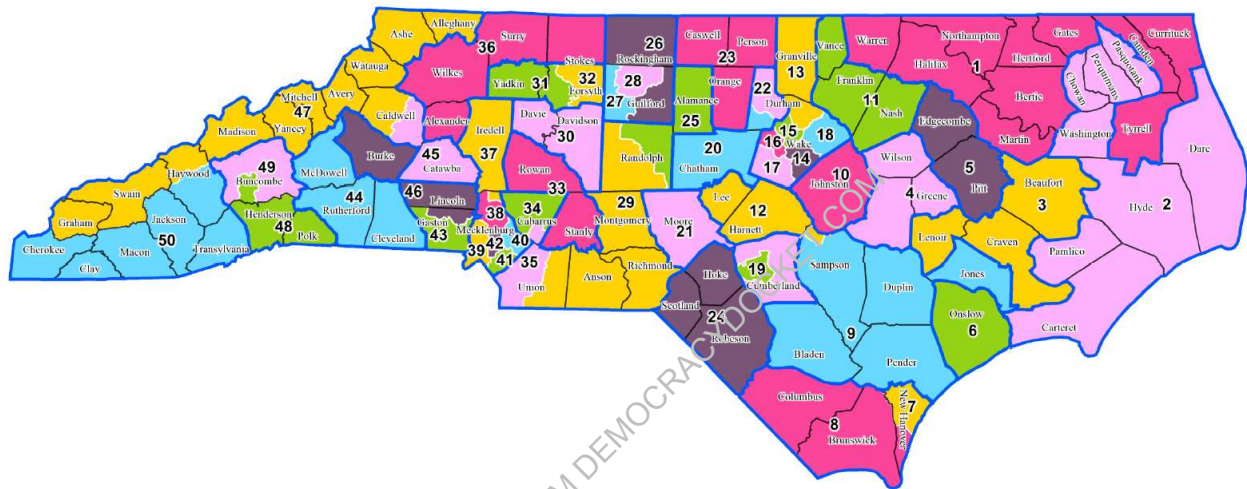 Alleghany
Ashe
Surry
36
Stokes
26
Rockingham
Caswell
Person
23
Granville
13
Vance
Warren
Northampton
Halifax
1
Hertford
Gates
Camden
Currituck
Pasquotank
Perquimans
Chowan
Bertie
Watauga
Wilkes
Yadkin
31
32
Forsyth
27
28
Guilford
Alamance
25
Orange
22
Durham
Franklin
11
Nash
Edgecombe
Martin
Washington
Tyrrell
Dare
Mitchell
47
Avery
Yancey
Caldwell
Alexander
Iredell
37
Davie
Davidson
30
Randolph
20
Chatham
16
15
Wake
18
17
14
Madison
Burke
45
Catawba
Rowan
33
10
Johnston
Wilson
4
Greene
5
Pitt
Beaufort
3
Hyde
2
Haywood
49
Buncombe
McDowell
44
Rutherford
46
Lincoln
Swain
Graham
Jackson
Henderson
48
Polk
Cleveland
Gaston
43
38
Mecklenburg
34
Cabarrus
Stanly
29
Montgomery
Moore
21
Lee
12
Harnett
Lenoir
Craven
Pamlico
Cherokee
Macon
50
Clay
Transylvania
39
42
41
40
35
Union
Anson
Richmond
Hoke
Scotland
24
Robeson
19
Cumberland
Sampson
Duplin
Jones
Onslow
6
Carteret
9
Bladen
Pender
Columbus
8
Brunswick
7
New Hanover
M DEMOCRACYDOCKET.COM